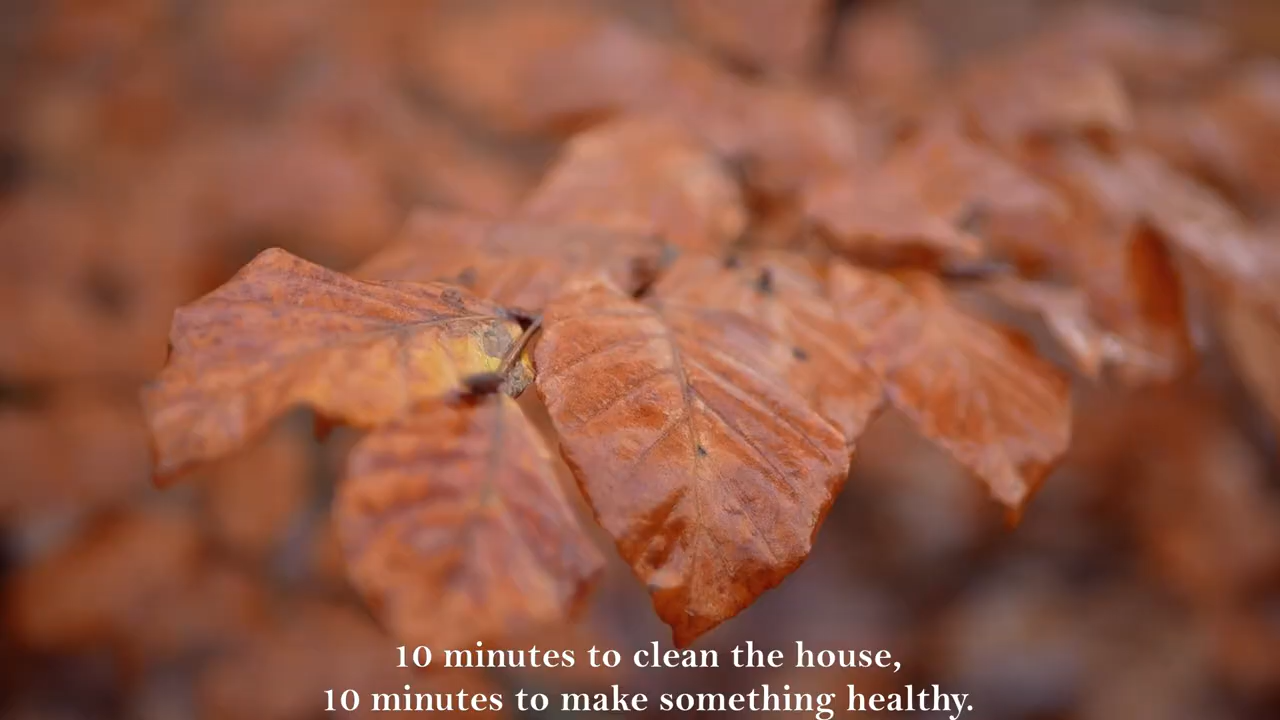 10 minutes to clean the house,
10 minutes to make something healthy.